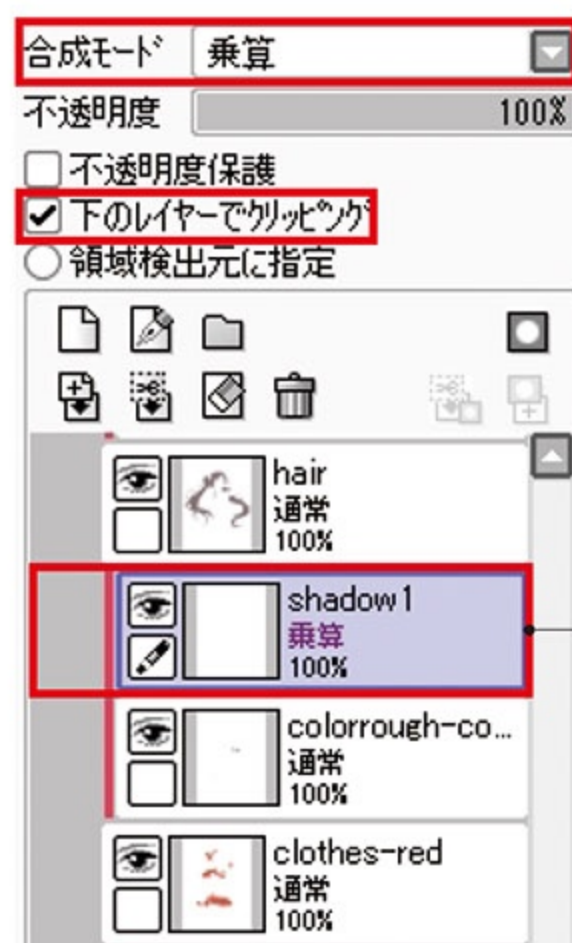 合成モード 乗算
不透明度 100%
不透明度保護
下のレイヤーでクリッピング
領域検出元に指定
hair
通常
100%
shadow1
乗算
100%
colorrough-co...
通常
100%
clothes-red
通常
100%